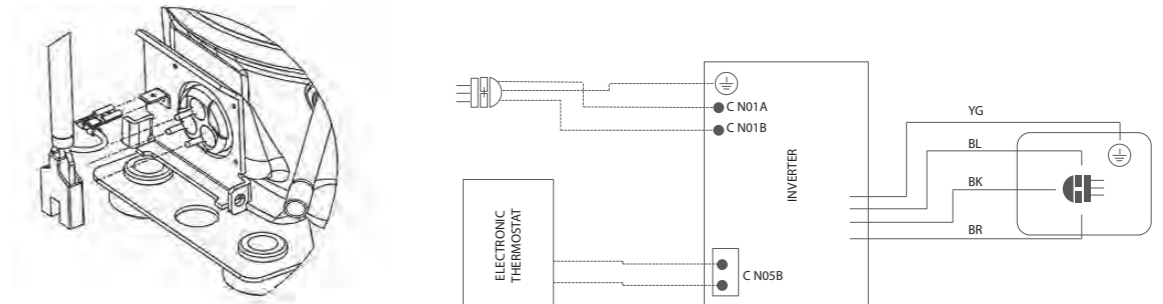 C N01A
C N01B
ELECTRONIC
THERMOSTAT
C N05B
INVERTER
YG
BL
BK
BR